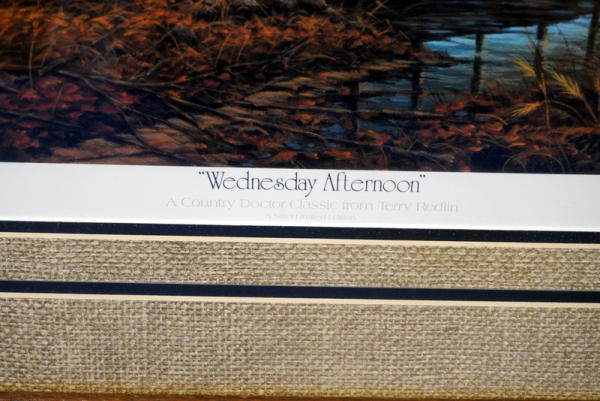 "Wednesday Afternoon"
A Country Doctor Classic from Terry Redlin
Limited Edition